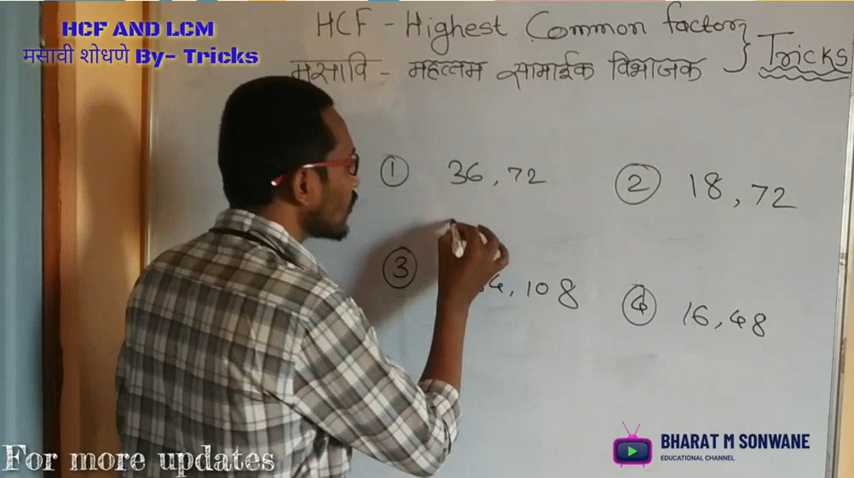 HCF AND LCM
मसावी शोधणे By- Tricks
HCF - Highest Common factor
मसावि - महत्तम सामाईक विभाजक
Tricks
① 36, 72
② 18, 72
③ 4, 108
④ 16, 48
For more updates
BHARAT M SONWANE
EDUCATIONAL CHANNEL